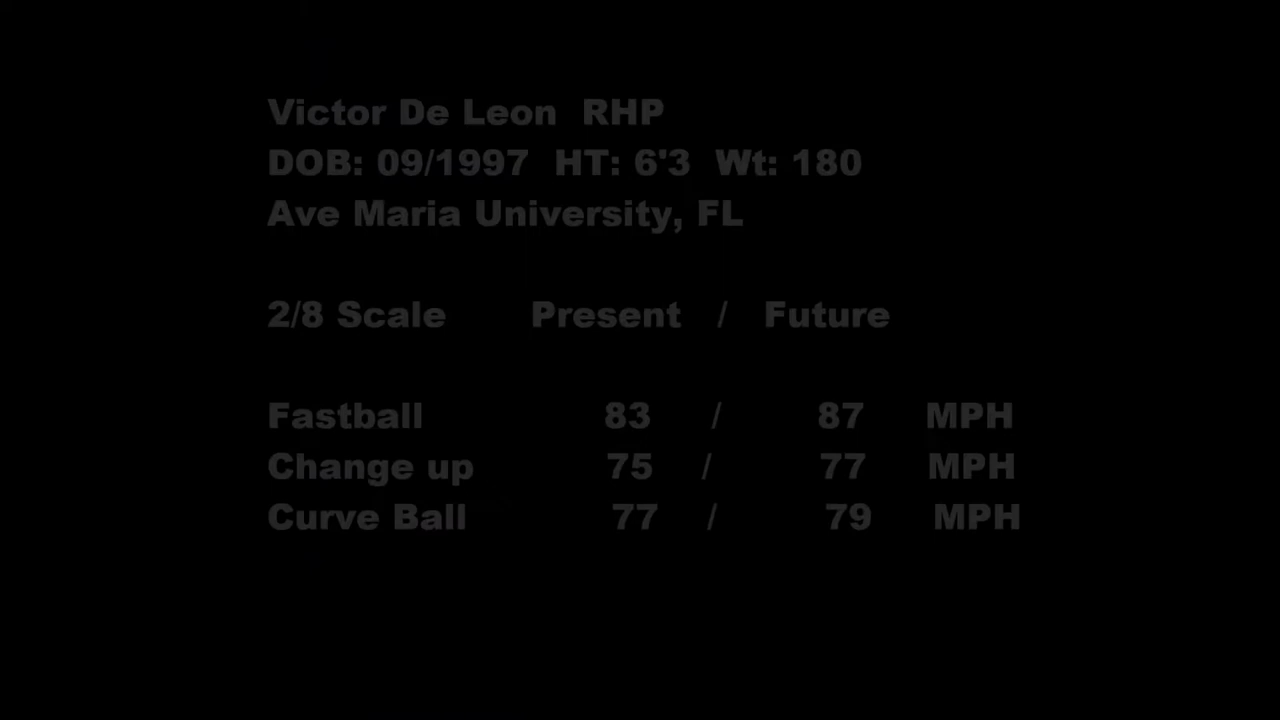 Victor De Leon RHP
DOB: 09/1997 HT: 6'3 Wt: 180
Ave Maria University, FL
2/8 Scale Present / Future
Fastball 83 / 87 MPH
Change up 75 / 77 MPH
Curve Ball 77 / 79 MPH